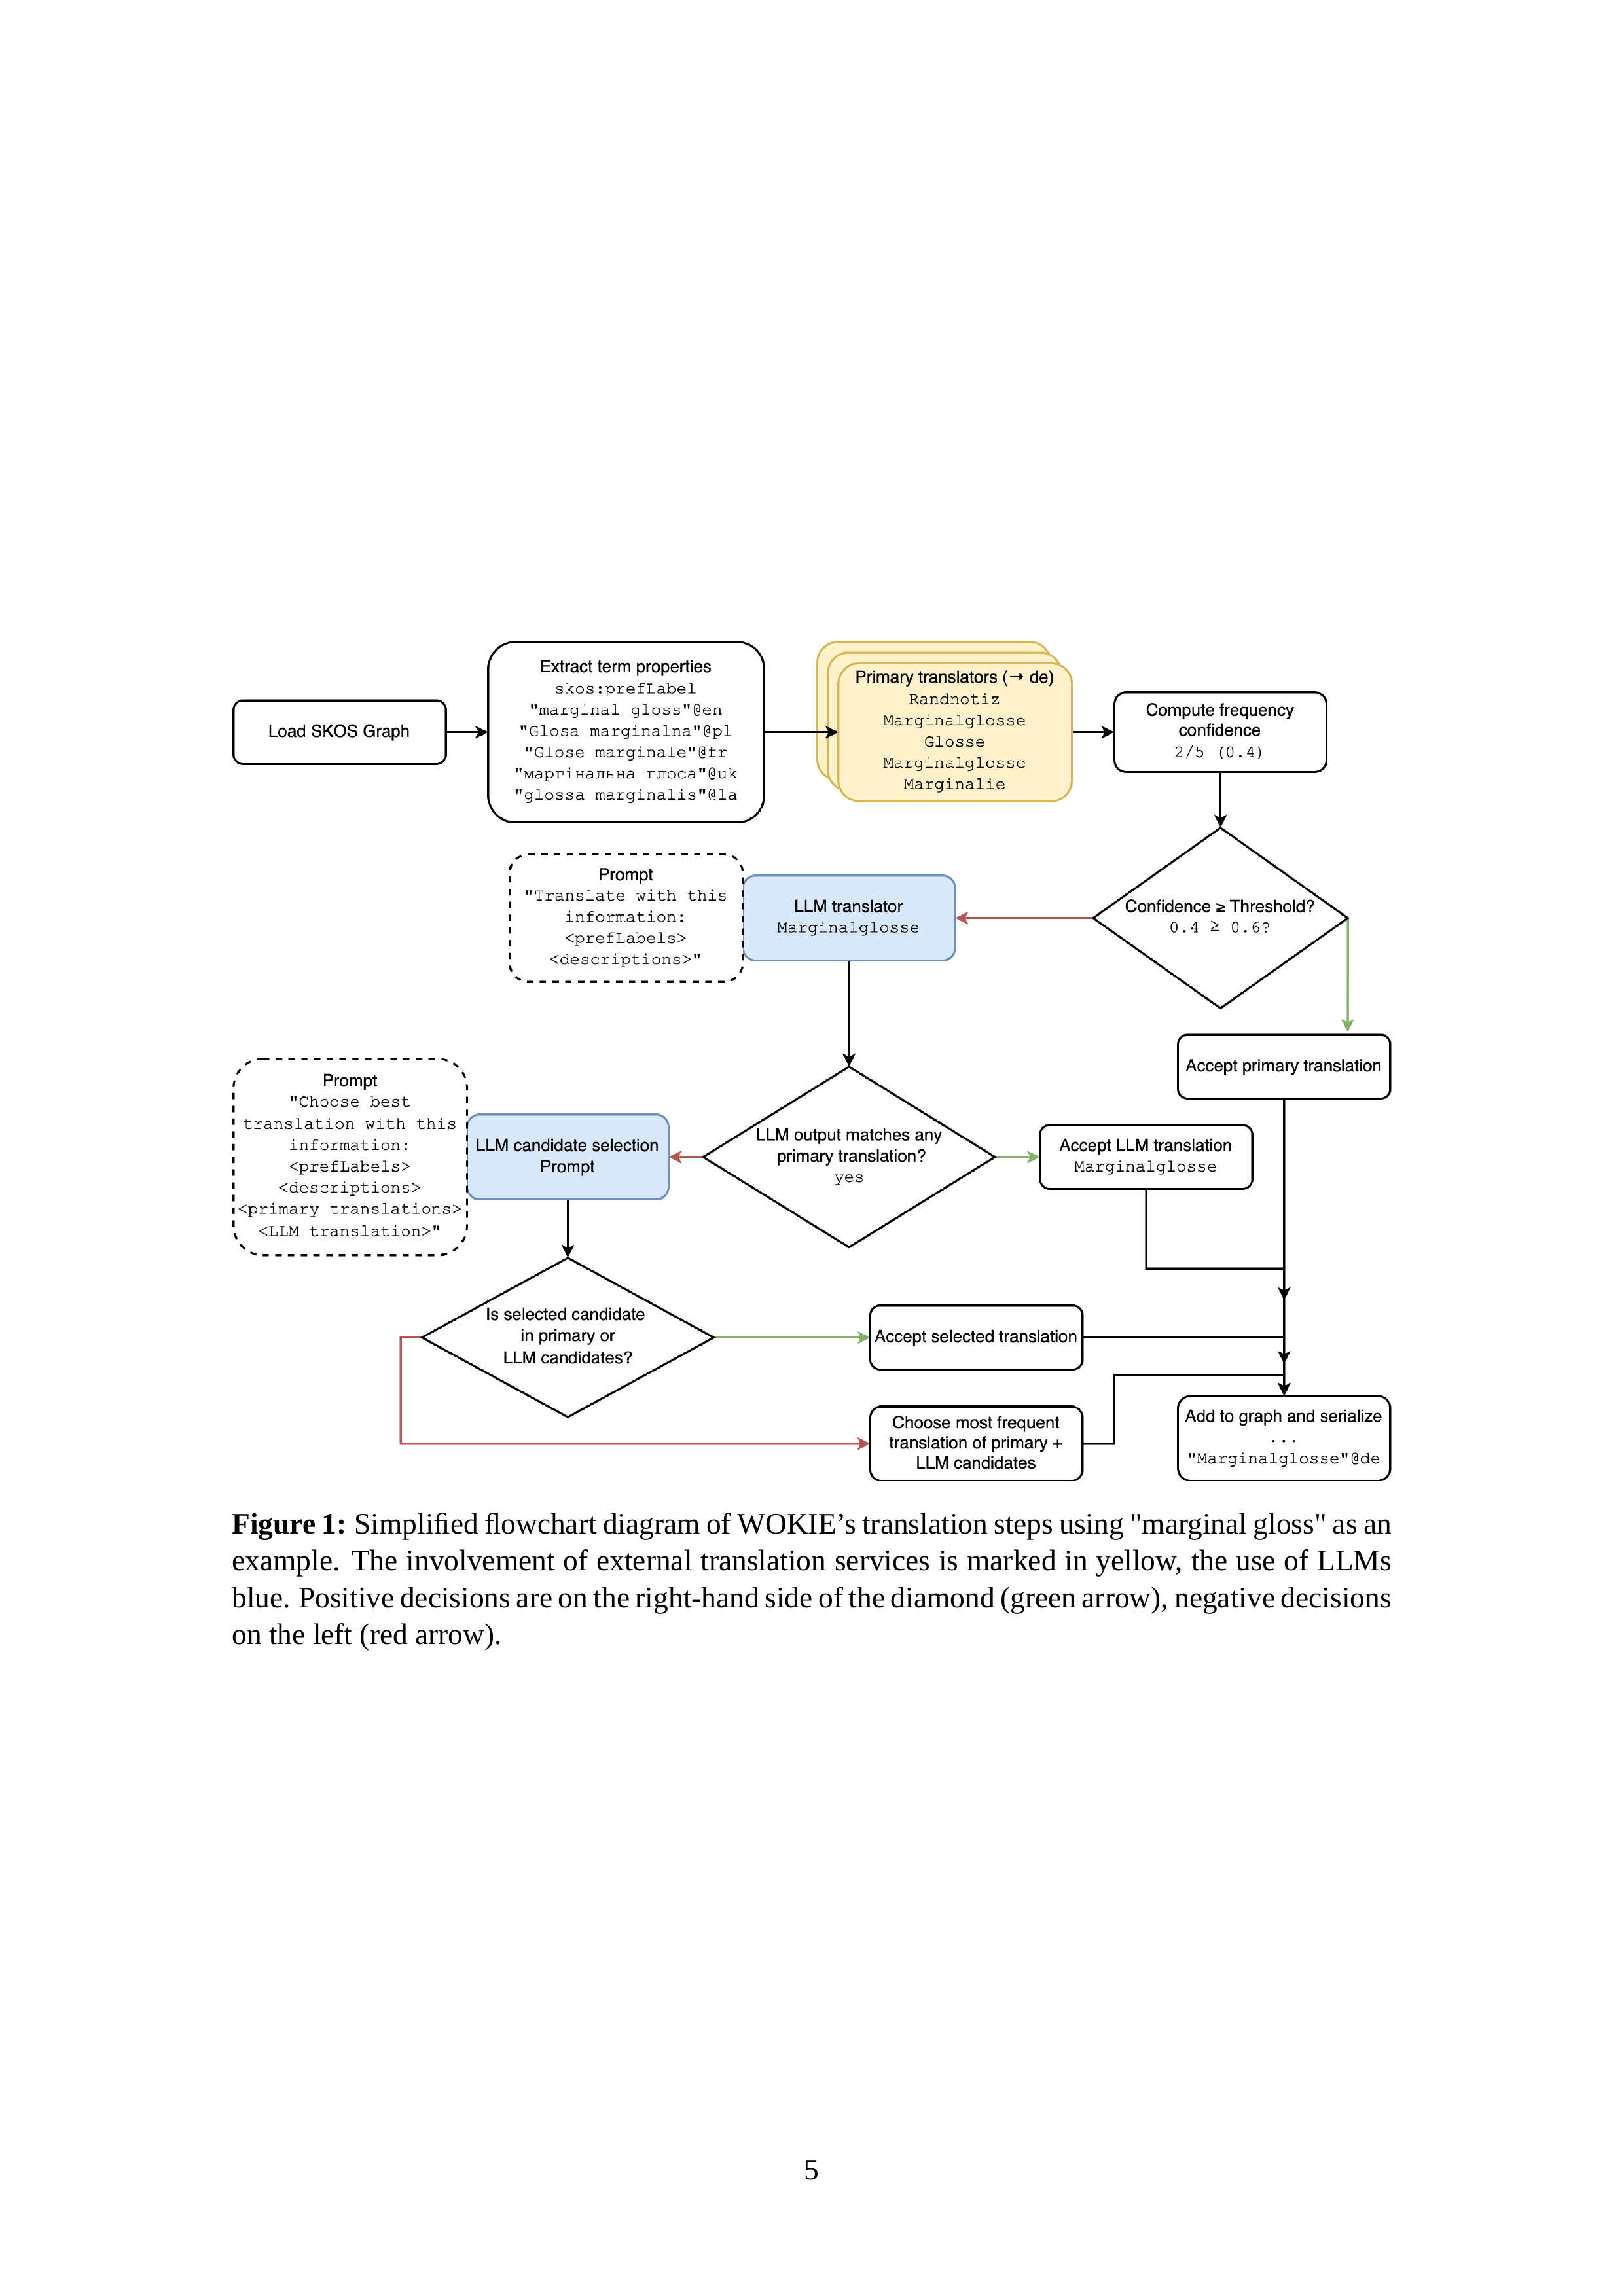 Load SKOS Graph
Extract term properties
skos:prefLabel
"marginal gloss"@en
"Glosa marginalna"@pl
"Glose marginale"@fr
"маргінальна глоса"@uk
"glossa marginalis"@la
Primary translators (→ de)
Randnotiz
Marginalglosse
Glosse
Marginalglosse
Marginalie
Compute frequency
confidence
2/5 (0.4)
Prompt
"Translate with this
information:
<prefLabels>
<descriptions>"
LLM translator
Marginalglosse
Confidence ≥ Threshold?
0.4 ≥ 0.6?
Accept primary translation
Prompt
"Choose best
translation with this
information:
<prefLabels>
<descriptions>
<primary translations>
<LLM translation>"
LLM candidate selection
Prompt
LLM output matches any
primary translation?
yes
Accept LLM translation
Marginalglosse
Is selected candidate
in primary or
LLM candidates?
Accept selected translation
Choose most frequent
translation of primary +
LLM candidates
Add to graph and serialize
...
"Marginalglosse"@de
Figure 1: Simplified flowchart diagram of WOKIE’s translation steps using "marginal gloss" as an
example. The involvement of external translation services is marked in yellow, the use of LLMs
blue. Positive decisions are on the right-hand side of the diamond (green arrow), negative decisions
on the left (red arrow).
5